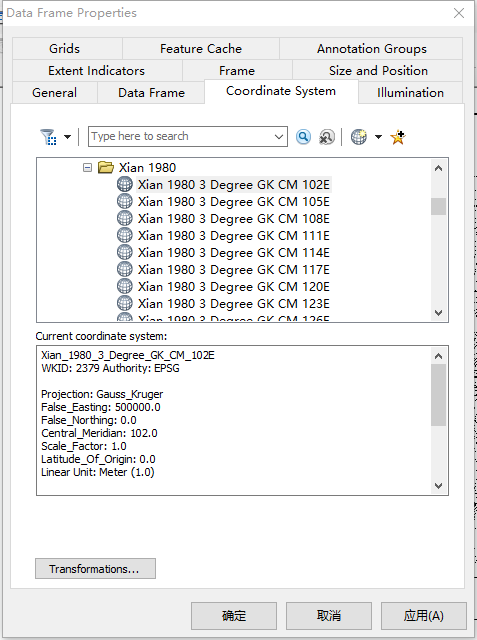 Data Frame Properties
Grids
Feature Cache
Annotation Groups
Extent Indicators
Frame
Size and Position
General
Data Frame
Coordinate System
Illumination
Type here to search
Xian 1980
Xian 1980 3 Degree GK CM 102E
Xian 1980 3 Degree GK CM 105E
Xian 1980 3 Degree GK CM 108E
Xian 1980 3 Degree GK CM 111E
Xian 1980 3 Degree GK CM 114E
Xian 1980 3 Degree GK CM 117E
Xian 1980 3 Degree GK CM 120E
Xian 1980 3 Degree GK CM 123E
Xian 1980 3 Degree GK CM 126E
Current coordinate system:
Xian_1980_3_Degree_GK_CM_102E
WKID: 2379 Authority: EPSG
Projection: Gauss_Kruger
False_Easting: 500000.0
False_Northing: 0.0
Central_Meridian: 102.0
Scale_Factor: 1.0
Latitude_Of_Origin: 0.0
Linear Unit: Meter (1.0)
Transformations...
确定
取消
应用(A)